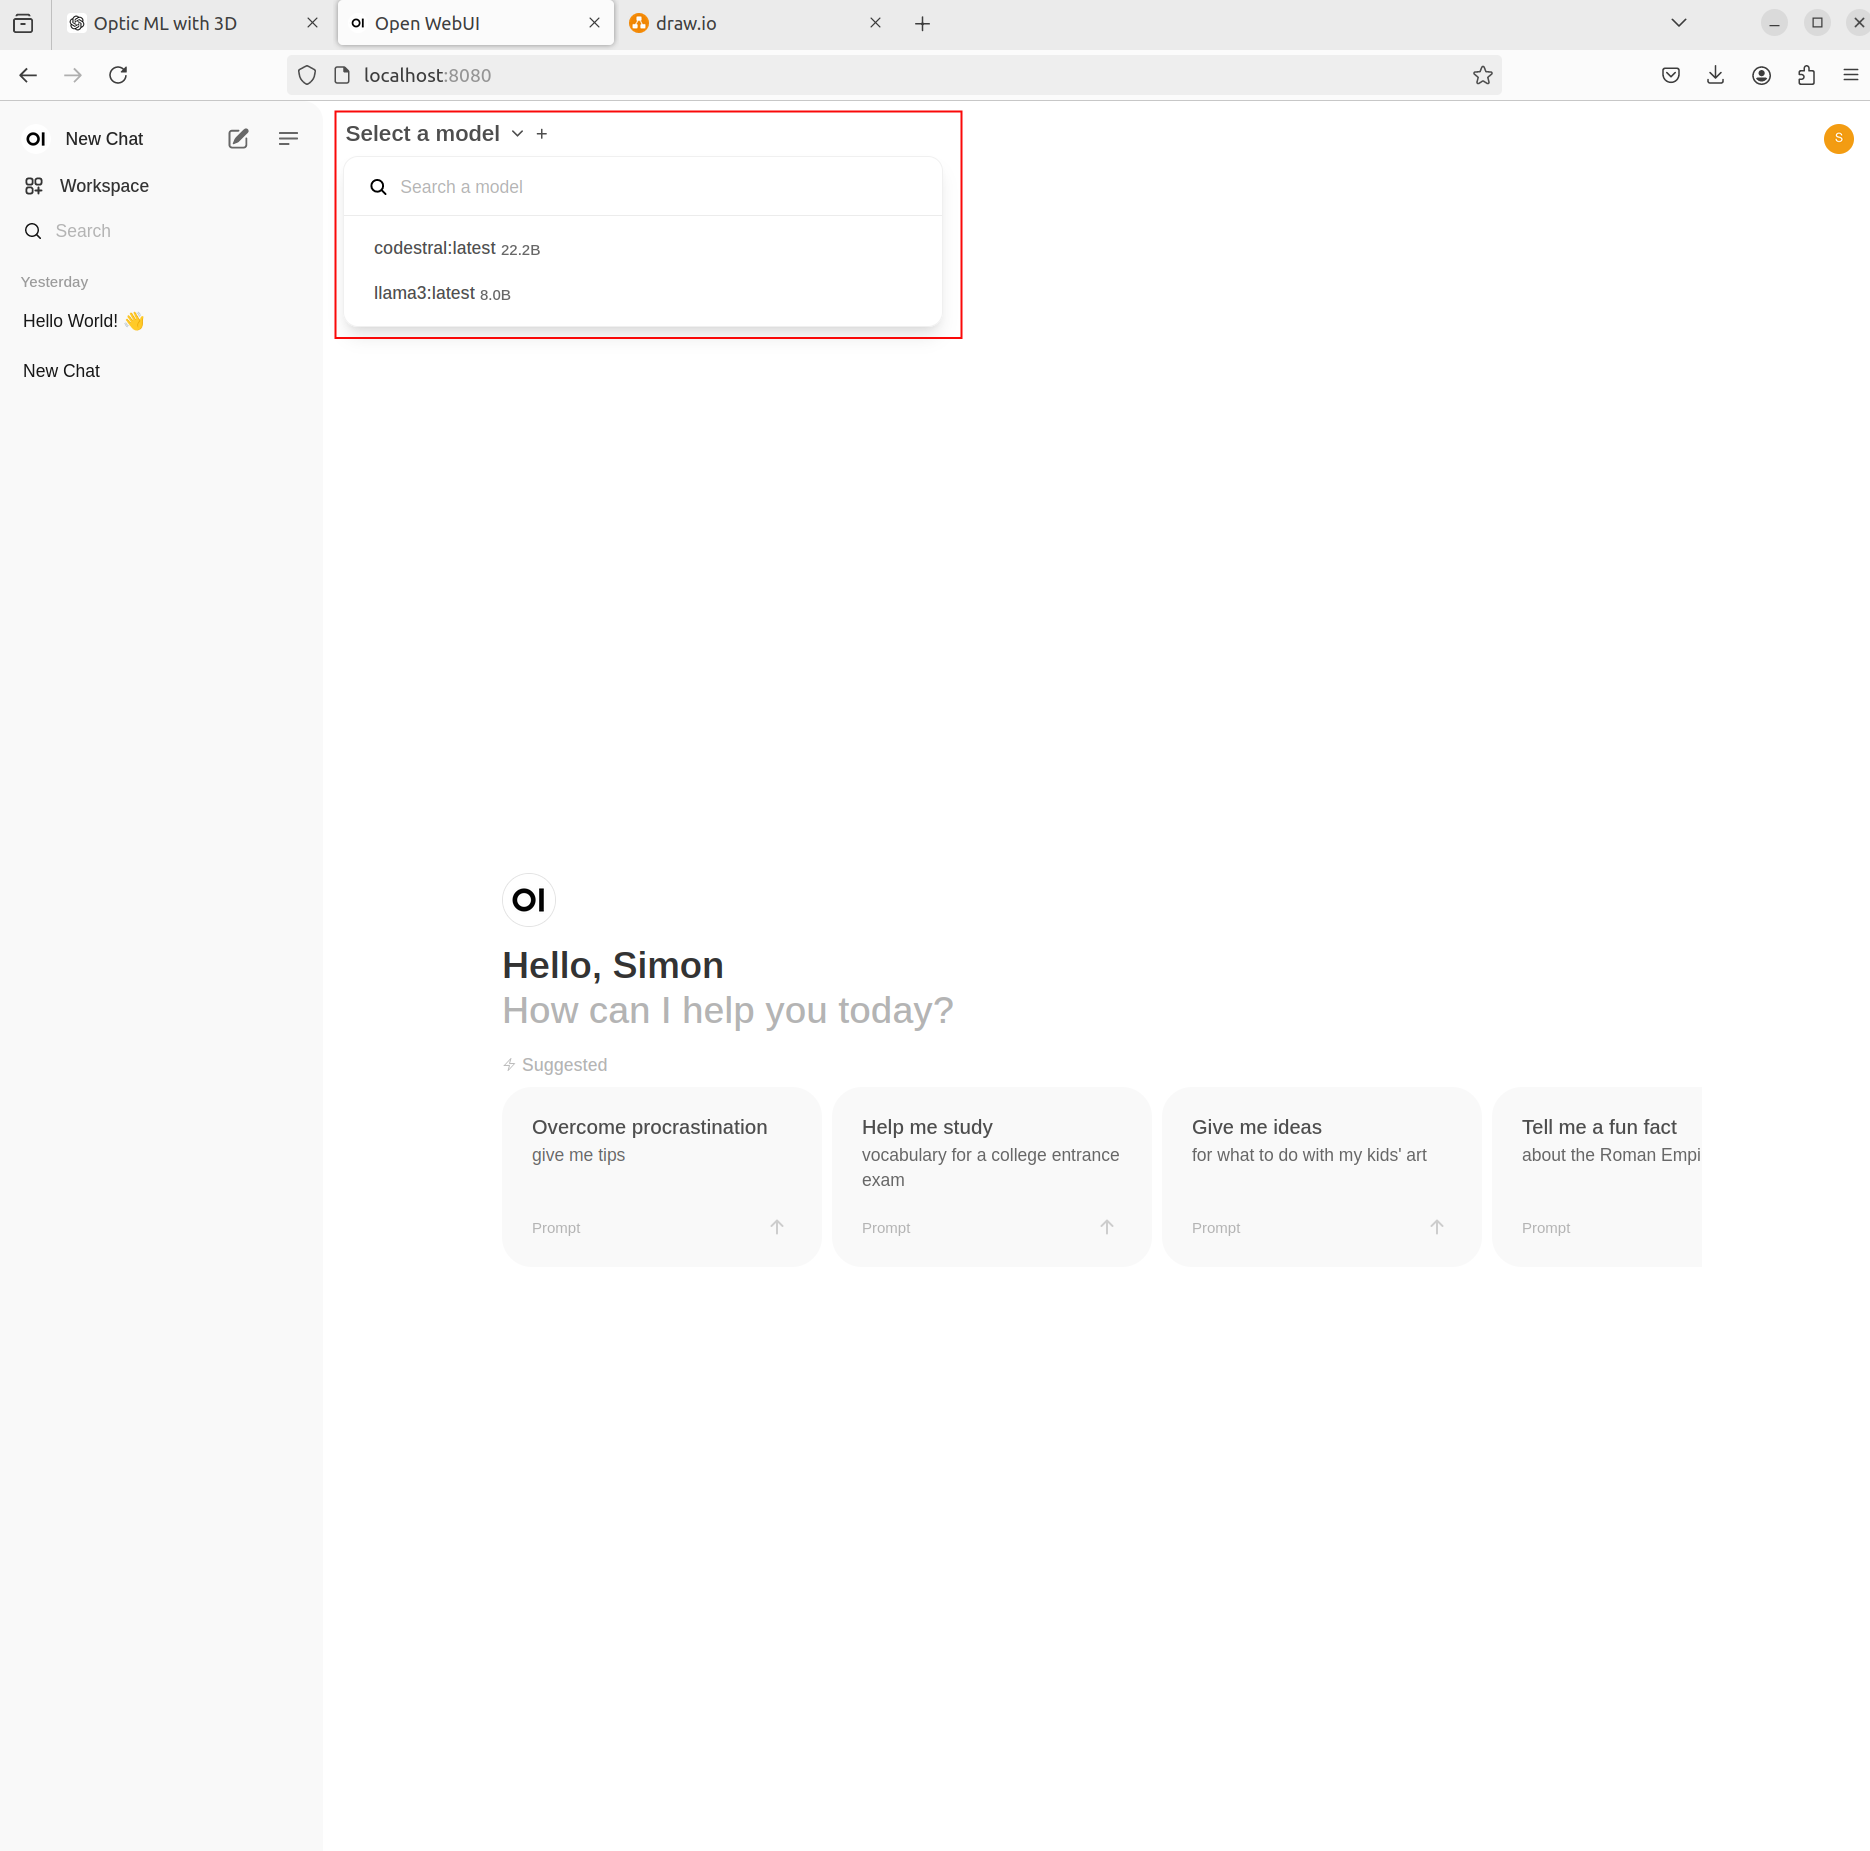 Optic ML with 3D
OI Open WebUI
draw.io
localhost:8080
OI New Chat
Workspace
Search
Yesterday
Hello World! 👋
New Chat
Select a model
Search a model
codestral:latest 22.2B
llama3:latest 8.0B
S
OI
Hello, Simon
How can I help you today?
Suggested
Overcome procrastination
give me tips
Prompt
Help me study
vocabulary for a college entrance
exam
Prompt
Give me ideas
for what to do with my kids' art
Prompt
Tell me a fun fact
about the Roman Empi
Prompt